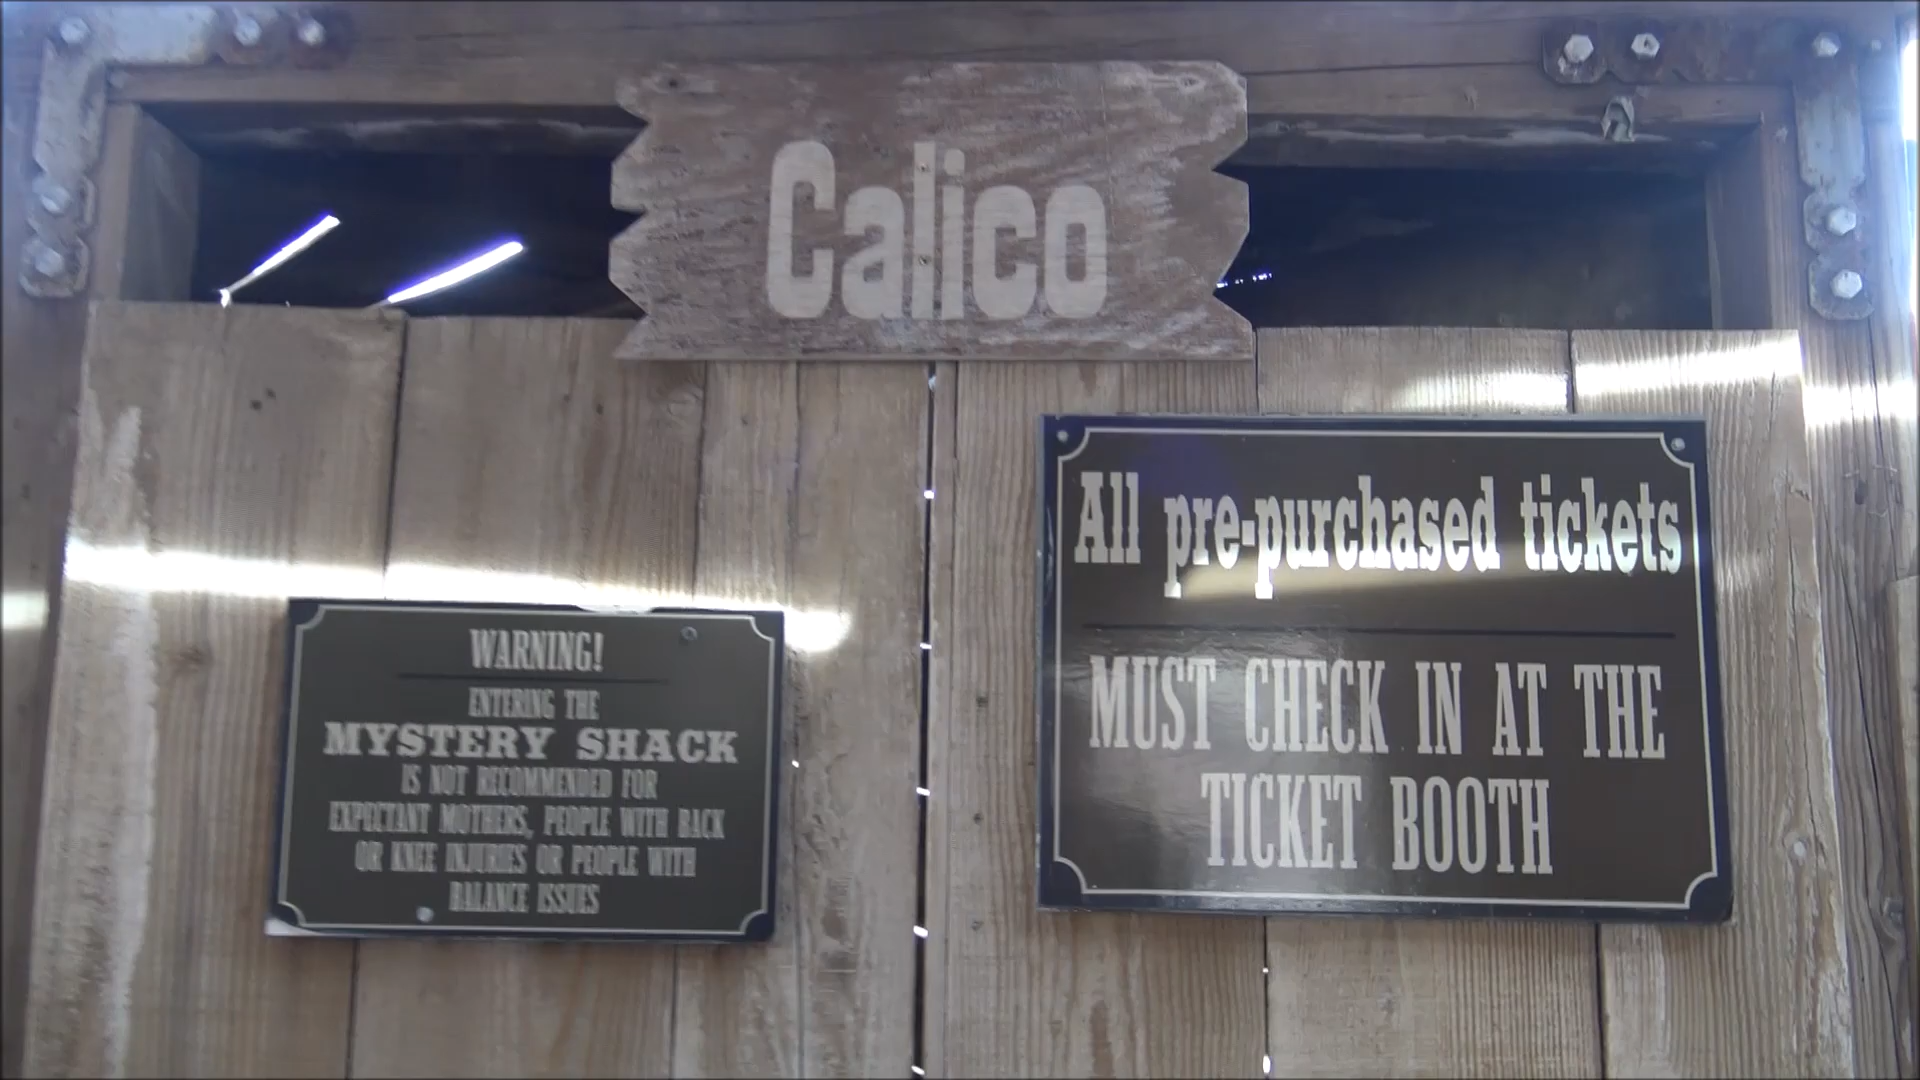 Calico
WARNING!
ENTERING THE
MYSTERY SHACK
IS NOT RECOMMENDED FOR
EXPECTANT MOTHERS, PEOPLE WITH BACK
OR KNEE INJURIES OR PEOPLE WITH
BALANCE ISSUES
All pre-purchased tickets
MUST CHECK IN AT THE
TICKET BOOTH